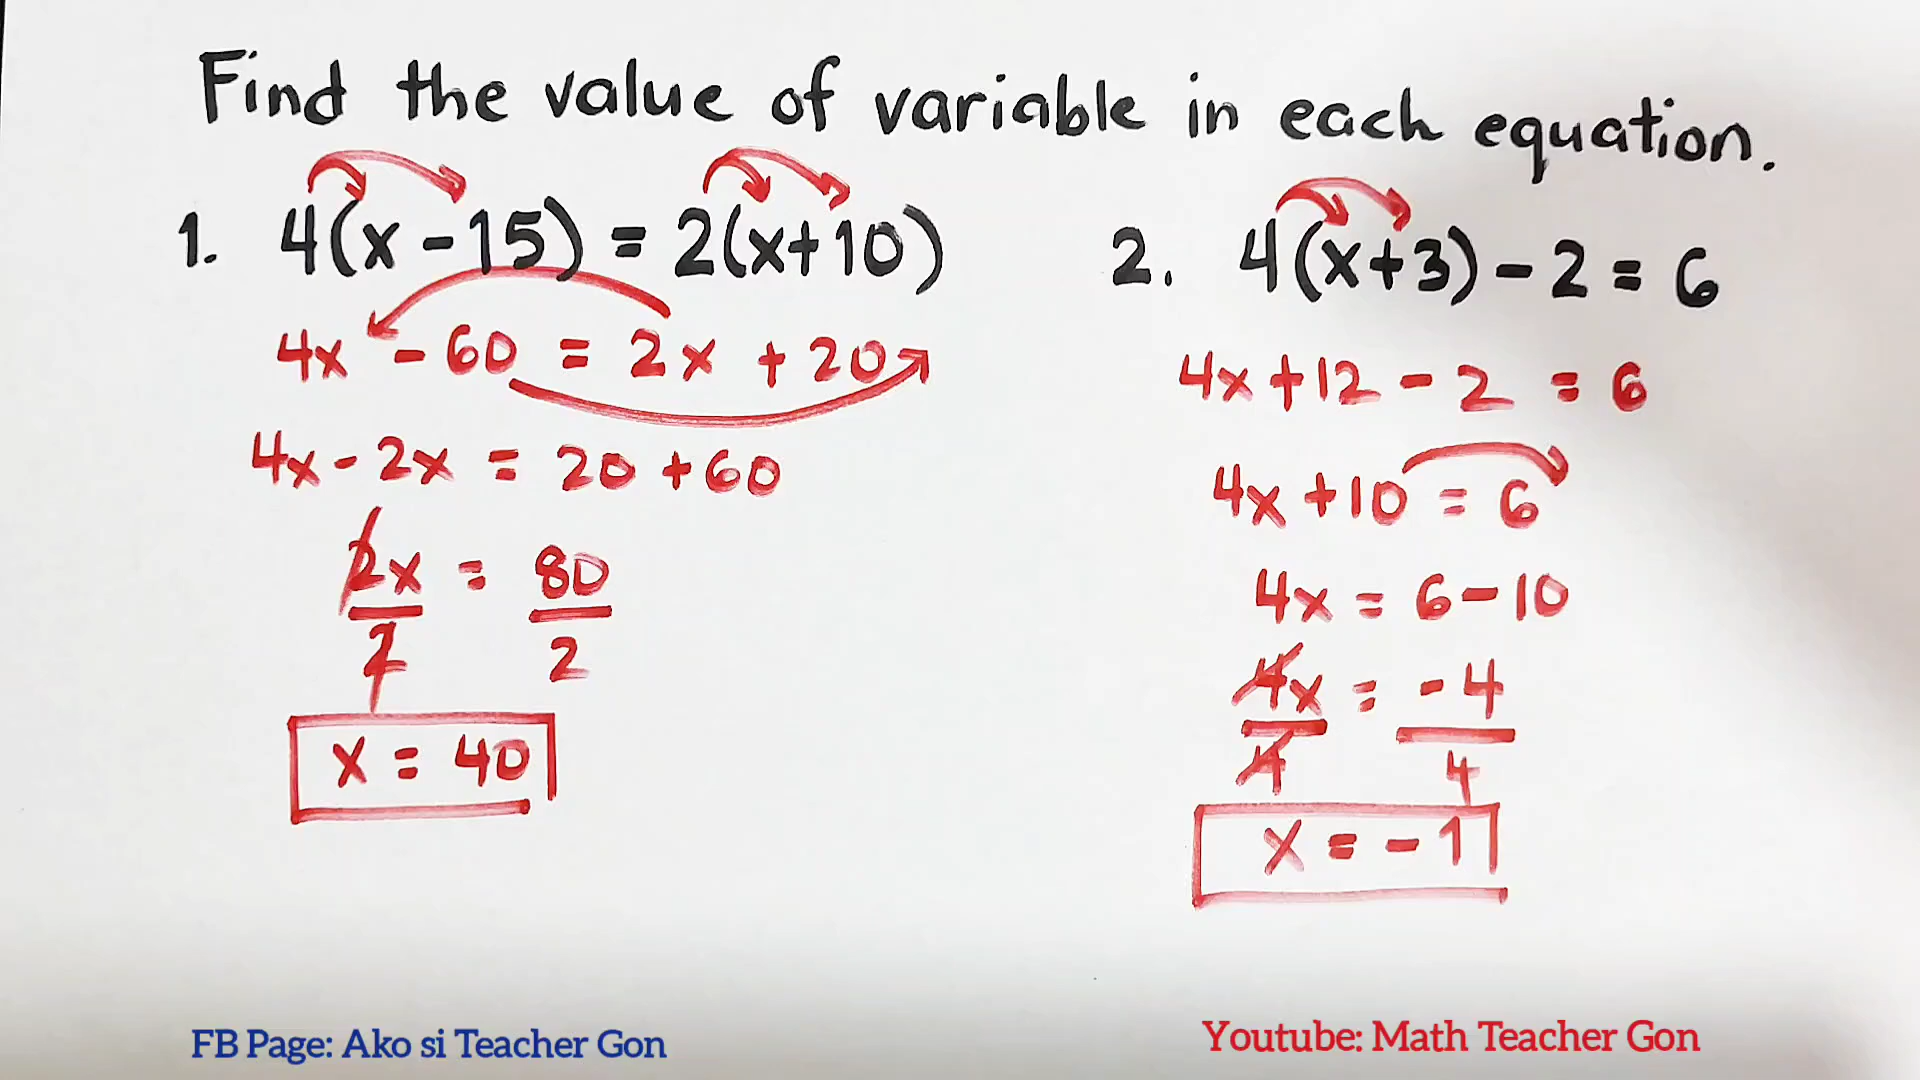 Find the value of variable in each equation.
1. 4(x - 15) = 2(x+10)
4x - 60 = 2x + 20
4x - 2x = 20 + 60
2x = 80
2 2
x = 40
2. 4(x+3) - 2 = 6
4x + 12 - 2 = 6
4x + 10 = 6
4x = 6 - 10
4x = -4
4 4
x = -1
FB Page: Ako si Teacher Gon
Youtube: Math Teacher Gon